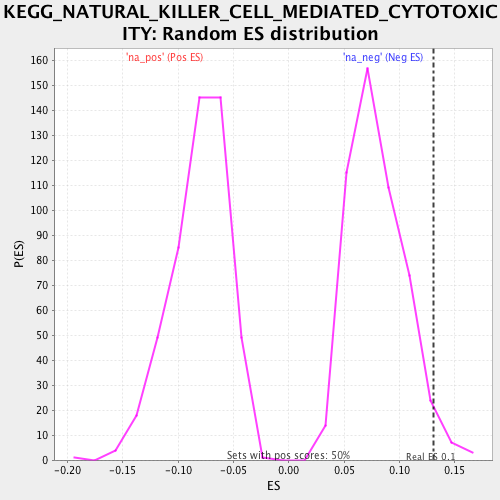 KEGG_NATURAL_KILLER_CELL_MEDIATED_CYTOTOXIC
ITY: Random ES distribution
'na_pos' (Pos ES) 'na_neg' (Neg ES)
160
150
140
130
120
110
100
90
80
70
60
50
40
30
20
10
0
P(ES)
Sets with pos scores: 50%
Real ES 0.1
-0.20 -0.15 -0.10 -0.05 0.00 0.05 0.10 0.15
ES